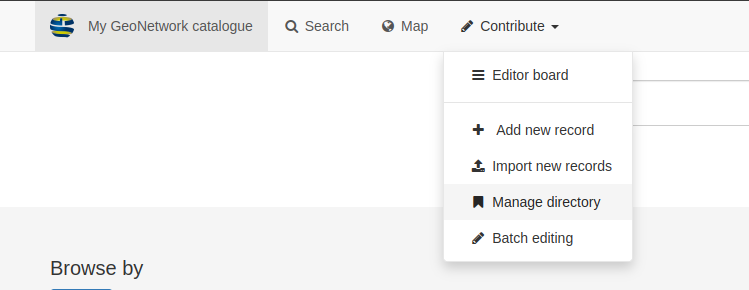 My GeoNetwork catalogue Search Map Contribute
Editor board
Add new record
Import new records
Manage directory
Batch editing
Browse by